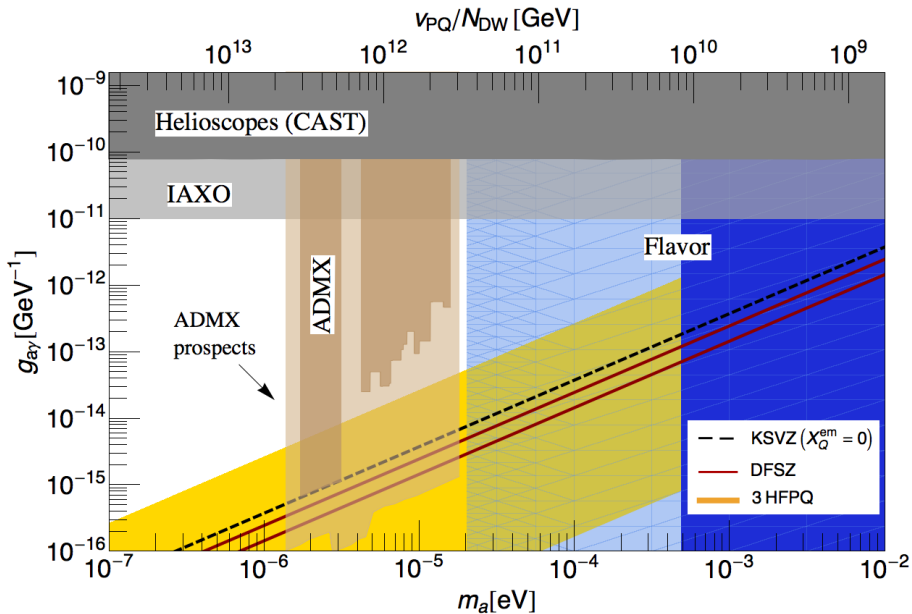 v_PQ/N_DW [GeV]
10^13 10^12 10^11 10^10 10^9
10^-9
10^-10
10^-11
10^-12
10^-13
10^-14
10^-15
10^-16
g_aγ [GeV^-1]
Helioscopes (CAST)
IAXO
Flavor
ADMX
ADMX
prospects
KSVZ (X_Q^em = 0)
DFSZ
3 HFPQ
10^-7 10^-6 10^-5 10^-4 10^-3 10^-2
m_a [eV]